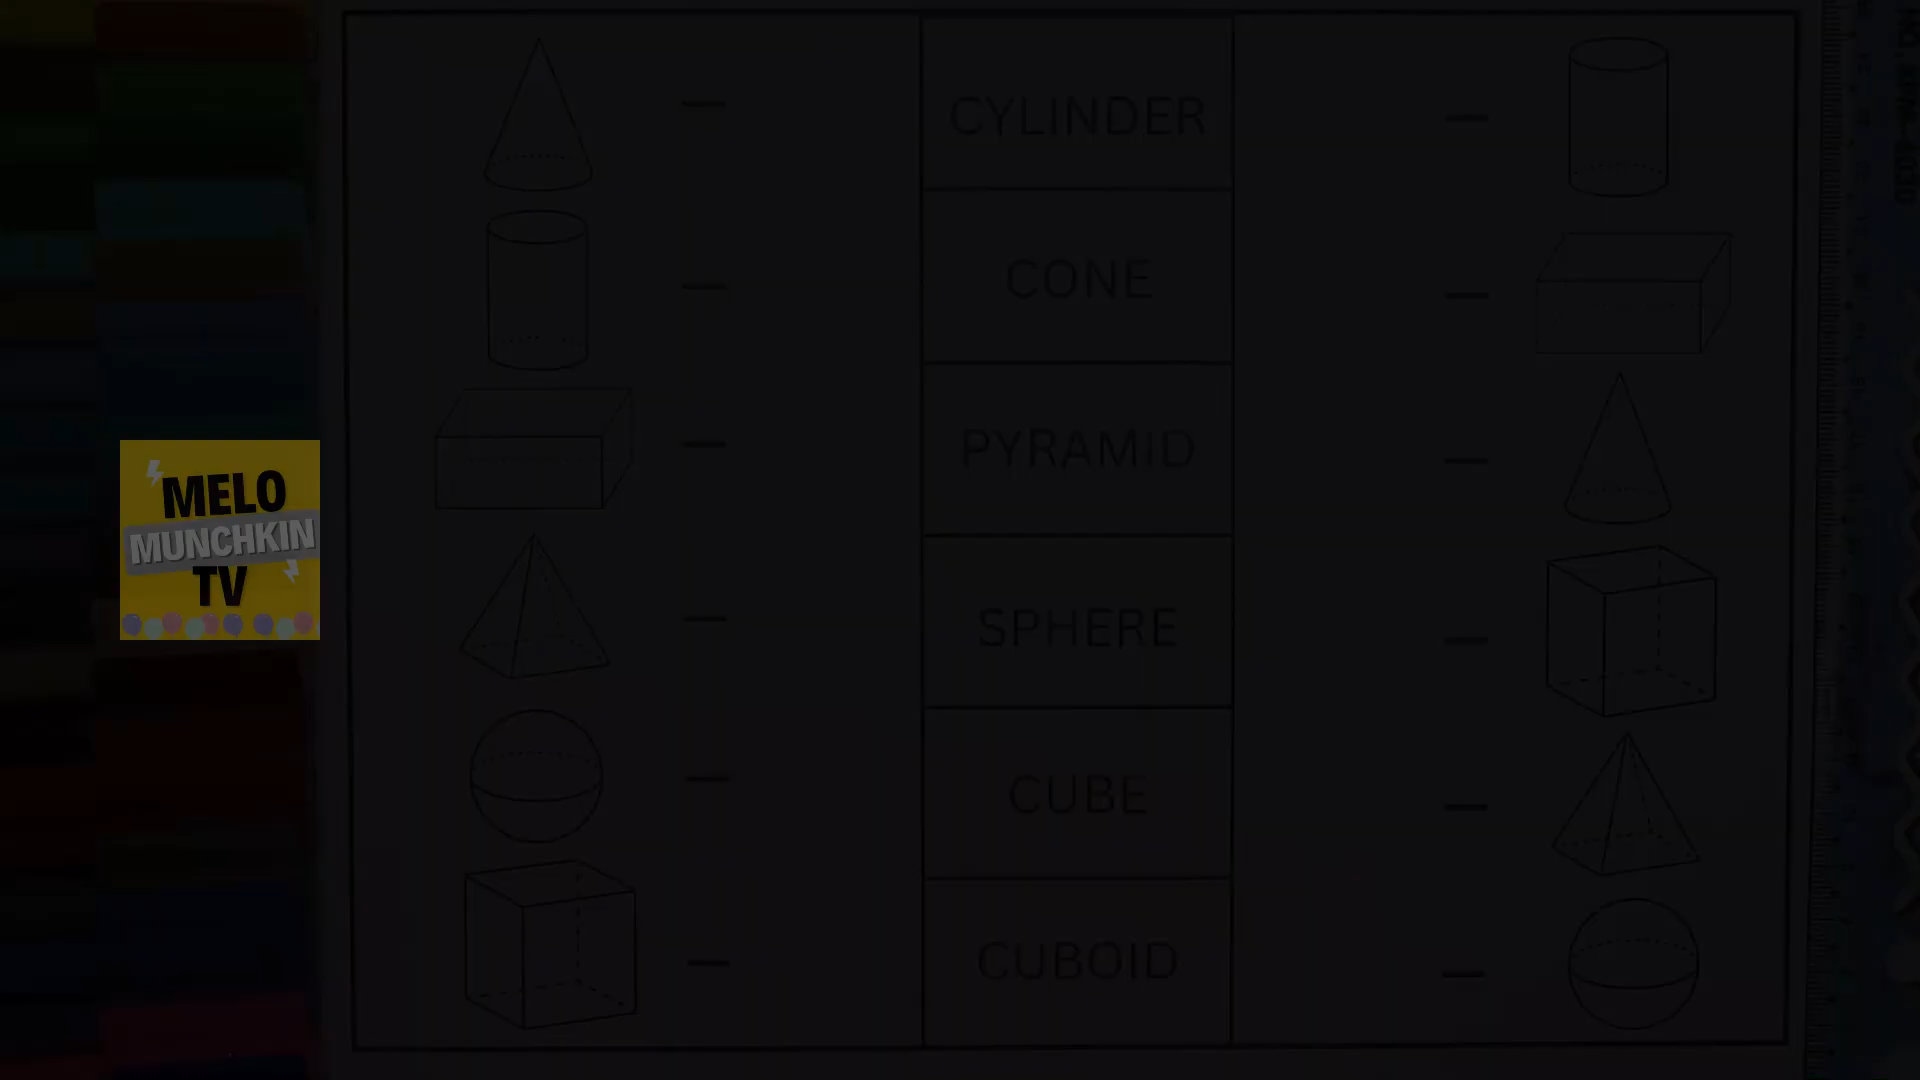 CYLINDER
CONE
PYRAMID
SPHERE
CUBE
CUBOID
MELO
MUNCHKIN
TV